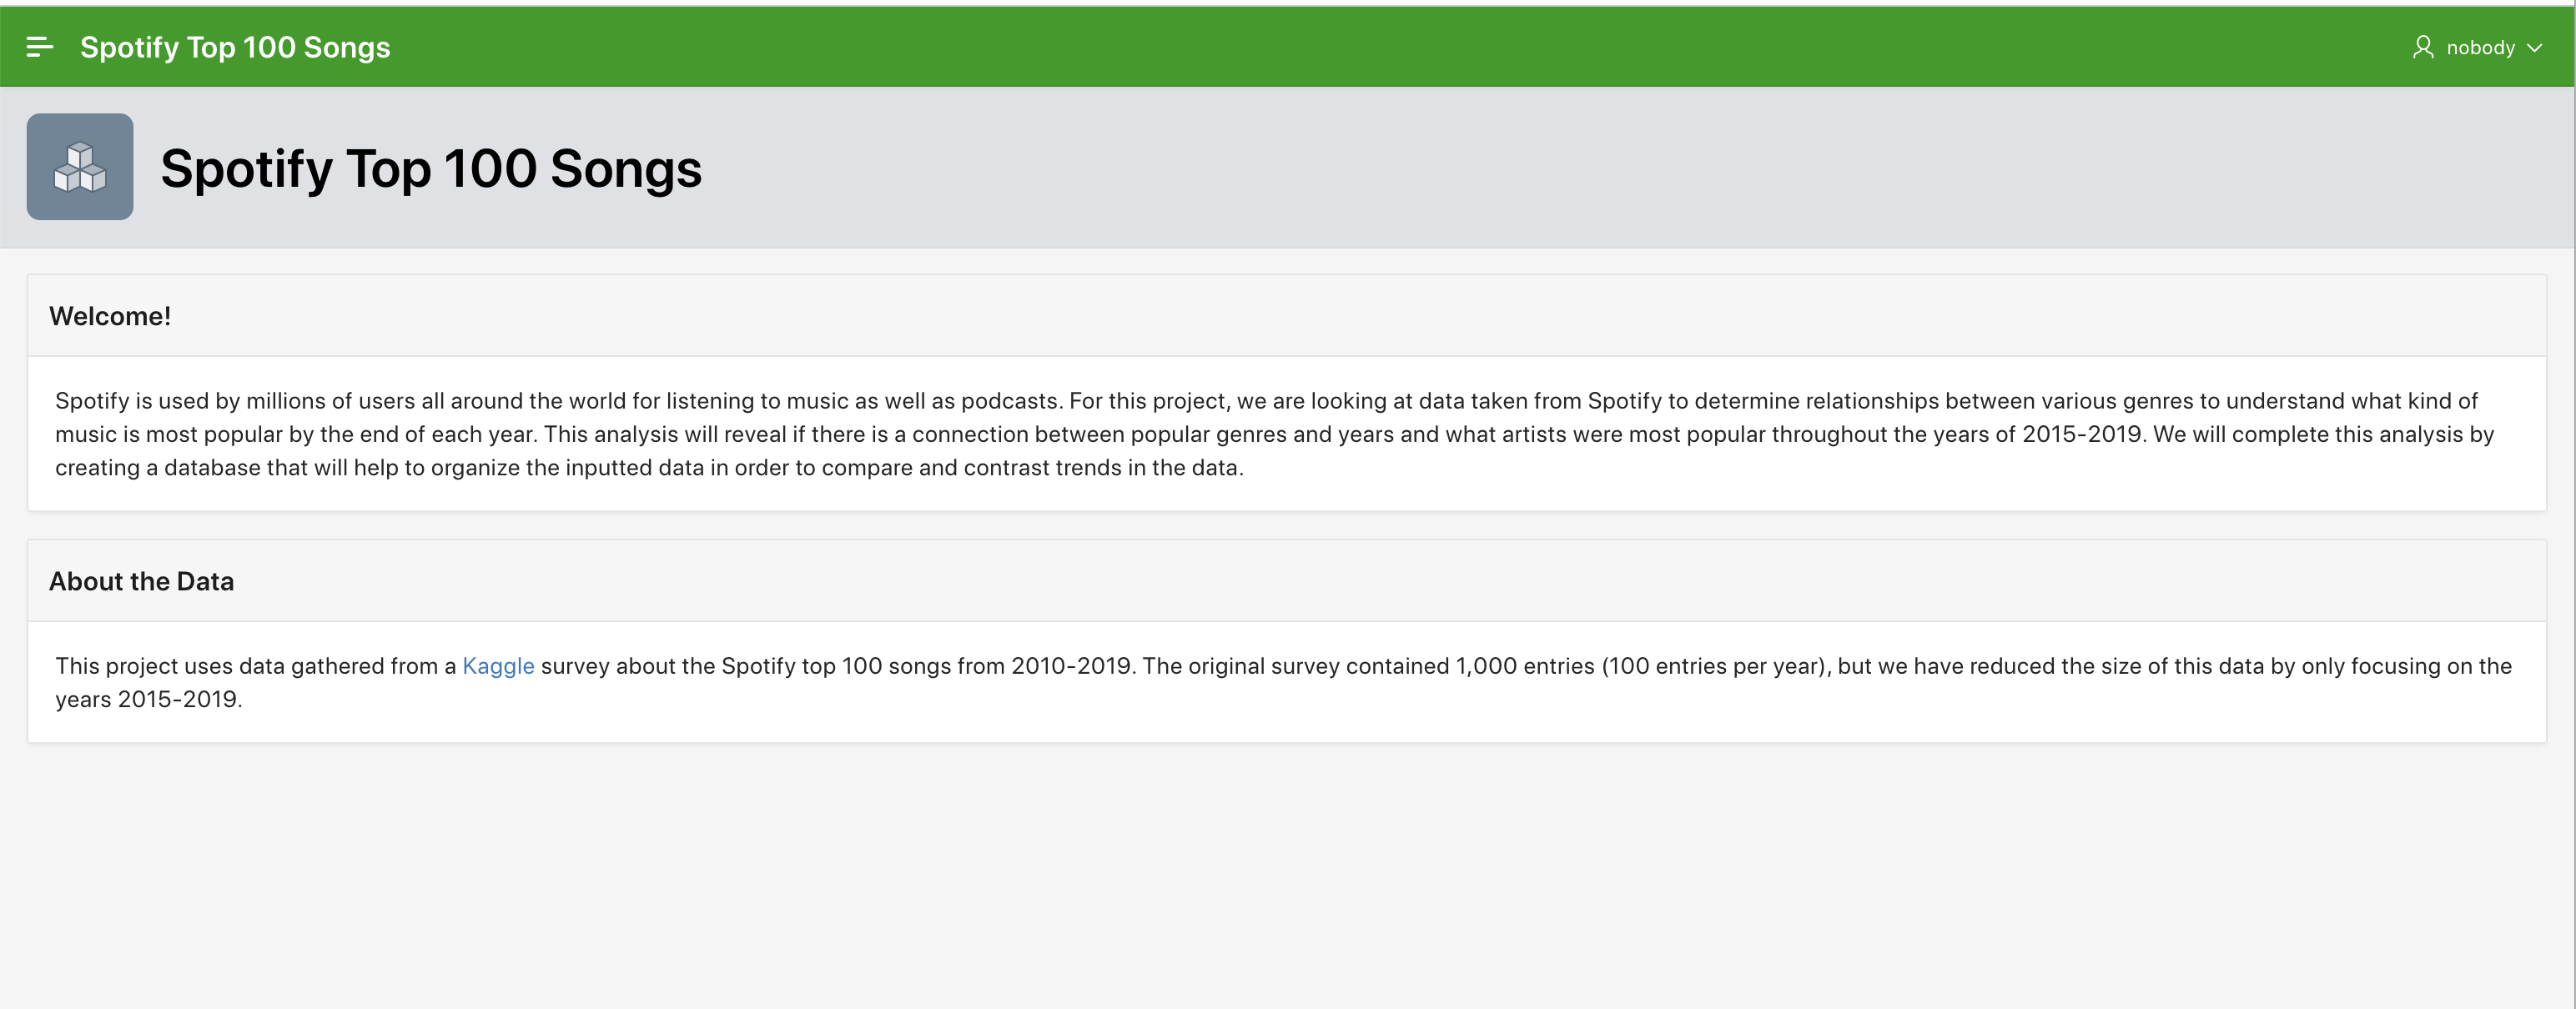 Spotify Top 100 Songs
nobody
Spotify Top 100 Songs
Welcome!
Spotify is used by millions of users all around the world for listening to music as well as podcasts. For this project, we are looking at data taken from Spotify to determine relationships between various genres to understand what kind of
music is most popular by the end of each year. This analysis will reveal if there is a connection between popular genres and years and what artists were most popular throughout the years of 2015-2019. We will complete this analysis by
creating a database that will help to organize the inputted data in order to compare and contrast trends in the data.
About the Data
This project uses data gathered from a Kaggle survey about the Spotify top 100 songs from 2010-2019. The original survey contained 1,000 entries (100 entries per year), but we have reduced the size of this data by only focusing on the
years 2015-2019.